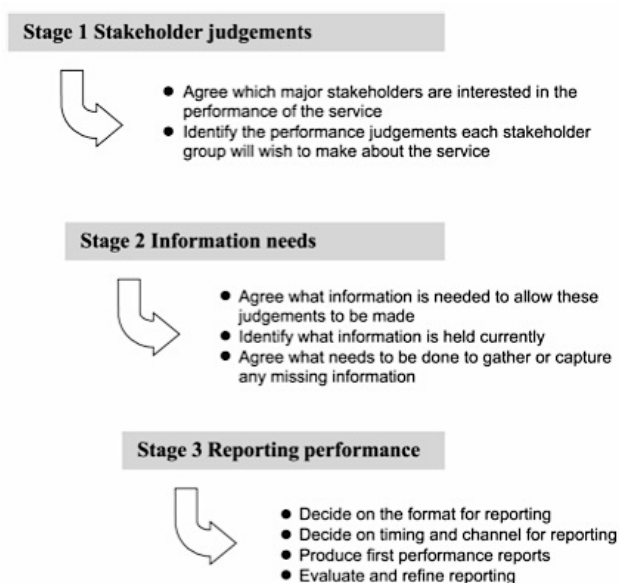 Stage 1 Stakeholder judgements
● Agree which major stakeholders are interested in the
performance of the service
● Identify the performance judgements each stakeholder
group will wish to make about the service
Stage 2 Information needs
● Agree what information is needed to allow these
judgements to be made
● Identify what information is held currently
● Agree what needs to be done to gather or capture
any missing information
Stage 3 Reporting performance
● Decide on the format for reporting
● Decide on timing and channel for reporting
● Produce first performance reports
● Evaluate and refine reporting